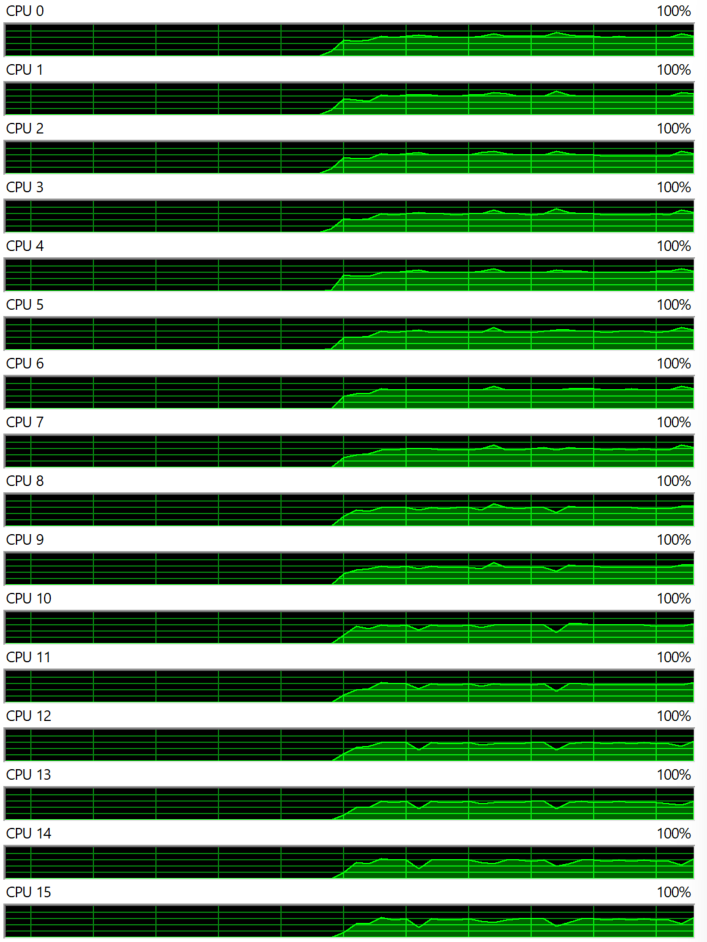 CPU 0 100%
CPU 1 100%
CPU 2 100%
CPU 3 100%
CPU 4 100%
CPU 5 100%
CPU 6 100%
CPU 7 100%
CPU 8 100%
CPU 9 100%
CPU 10 100%
CPU 11 100%
CPU 12 100%
CPU 13 100%
CPU 14 100%
CPU 15 100%